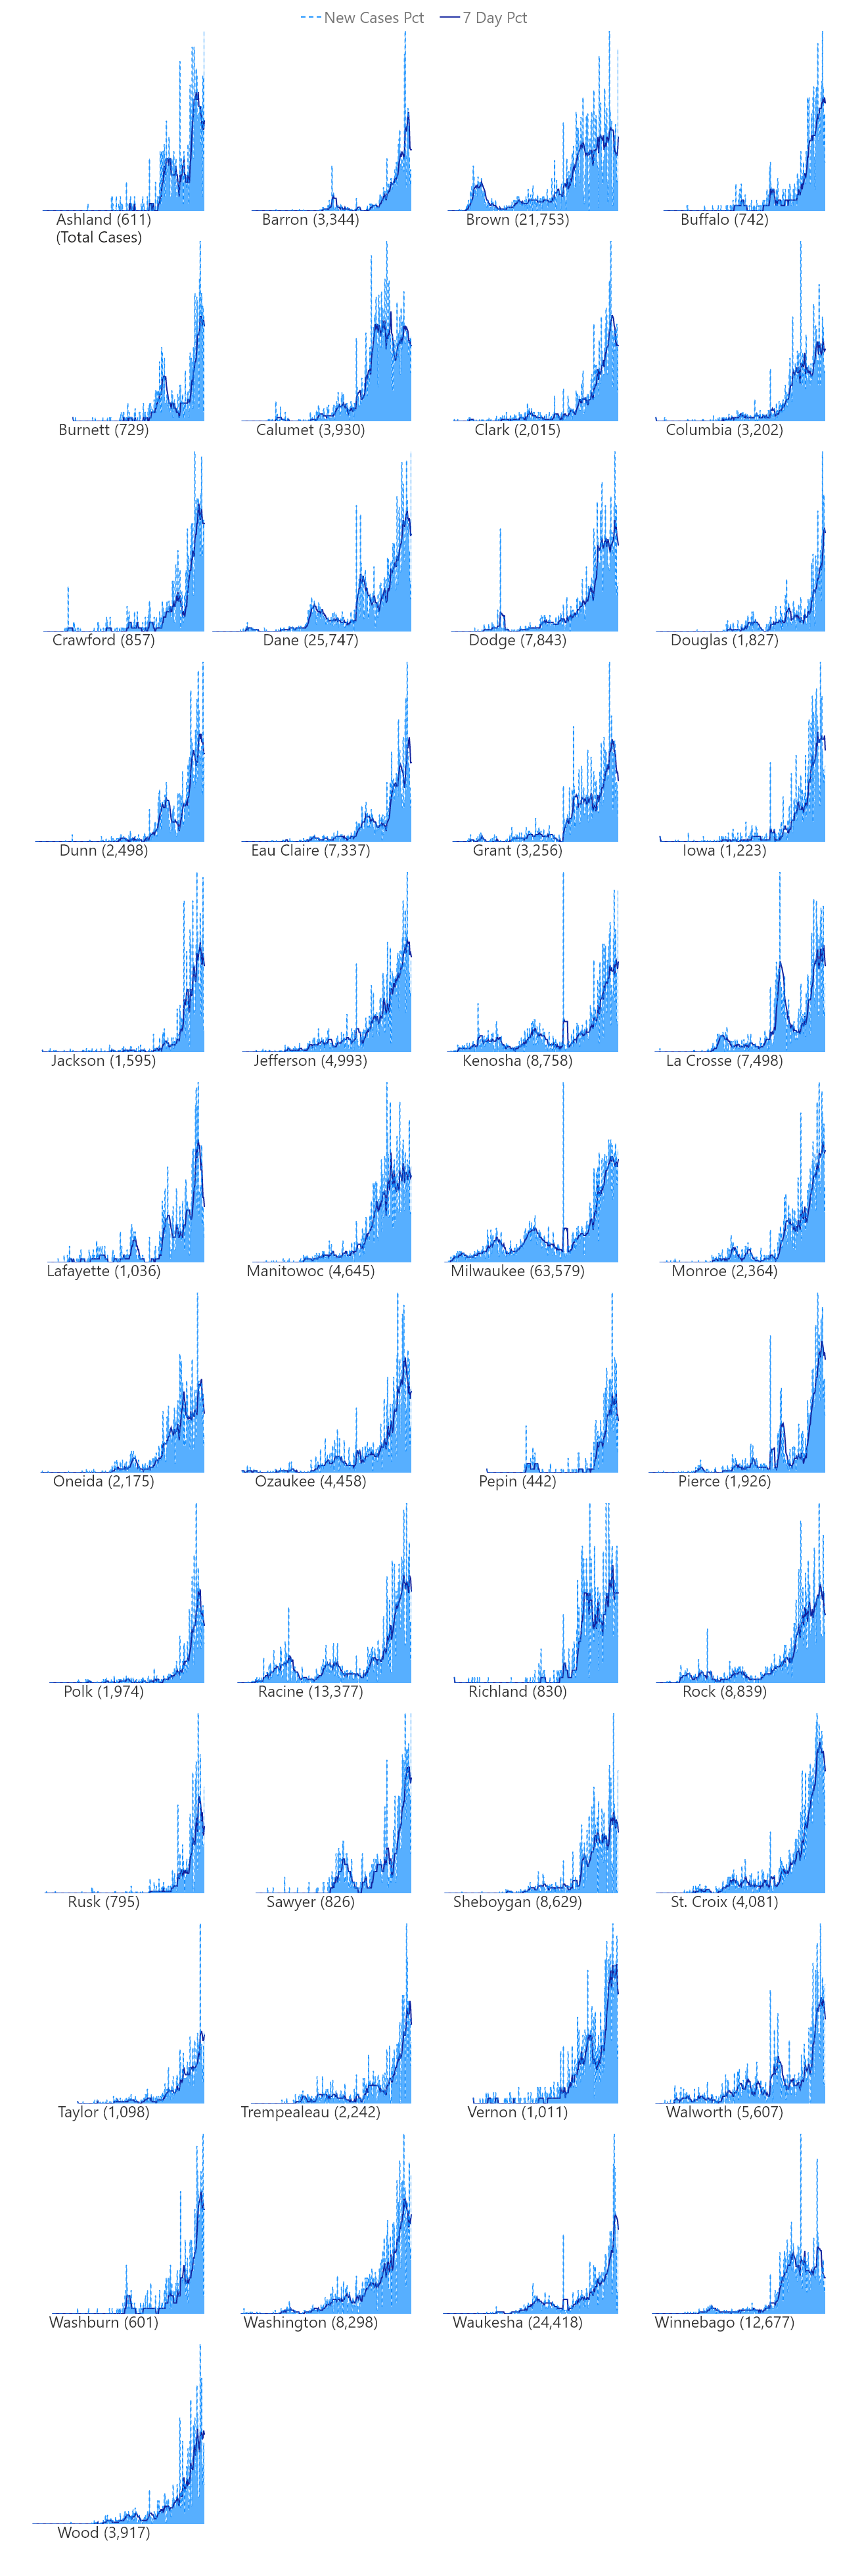 New Cases Pct 7 Day Pct
Ashland (611) Barron (3,344) Brown (21,753) Buffalo (742)
(Total Cases)
Burnett (729) Calumet (3,930) Clark (2,015) Columbia (3,202)
Crawford (857) Dane (25,747) Dodge (7,843) Douglas (1,827)
Dunn (2,498) Eau Claire (7,337) Grant (3,256) Iowa (1,223)
Jackson (1,595) Jefferson (4,993) Kenosha (8,758) La Crosse (7,498)
Lafayette (1,036) Manitowoc (4,645) Milwaukee (63,579) Monroe (2,364)
Oneida (2,175) Ozaukee (4,458) Pepin (442) Pierce (1,926)
Polk (1,974) Racine (13,377) Richland (830) Rock (8,839)
Rusk (795) Sawyer (826) Sheboygan (8,629) St. Croix (4,081)
Taylor (1,098) Trempealeau (2,242) Vernon (1,011) Walworth (5,607)
Washburn (601) Washington (8,298) Waukesha (24,418) Winnebago (12,677)
Wood (3,917)